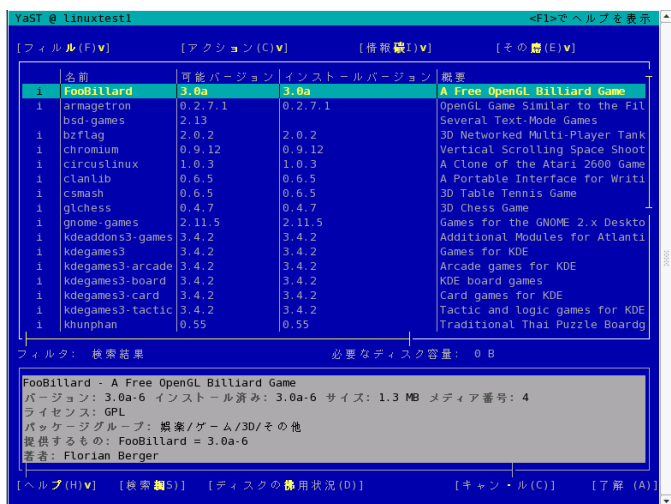 YaST @ linuxtest1 <F1>でヘルプを表示
[フィルル(F)v] [アクション(C)v] [情報碾I)v] [その磨(E)v]
名前 可能バージョン インストールバージョン 概要
i FooBillard 3.0a 3.0a A Free OpenGL Billiard Game
i armagetron 0.2.7.1 0.2.7.1 OpenGL Game Similar to the Fil
bsd-games 2.13 Several Text-Mode Games
i bzflag 2.0.2 2.0.2 3D Networked Multi-Player Tank
i chromium 0.9.12 0.9.12 Vertical Scrolling Space Shoot
i circuslinux 1.0.3 1.0.3 A Clone of the Atari 2600 Game
i clanlib 0.6.5 0.6.5 A Portable Interface for Writi
i csmash 0.6.5 0.6.5 3D Table Tennis Game
i glchess 0.4.7 0.4.7 3D Chess Game
i gnome-games 2.11.5 2.11.5 Games for the GNOME 2.x Deskto
i kdeaddons3-games 3.4.2 3.4.2 Additional Modules for Atlanti
i kdegames3 3.4.2 3.4.2 Games for KDE
i kdegames3-arcade 3.4.2 3.4.2 Arcade games for KDE
i kdegames3-board 3.4.2 3.4.2 KDE board games
i kdegames3-card 3.4.2 3.4.2 Card games for KDE
i kdegames3-tactic 3.4.2 3.4.2 Tactic and logic games for KDE
i khunphan 0.55 0.55 Traditional Thai Puzzle Boardg
フィルタ: 検索結果 必要なディスク容量: 0 B
FooBillard - A Free OpenGL Billiard Game
バージョン: 3.0a-6 インストール済み: 3.0a-6 サイズ: 1.3 MB メディア番号: 4
ライセンス: GPL
パッケージグループ: 娯楽/ゲーム/3D/その他
提供するもの: FooBillard = 3.0a-6
著者: Florian Berger
[ヘルプ(H)v] [検索S)] [ディスクの用状況(D)] [キャン・ル(C)] [了解 (A)]